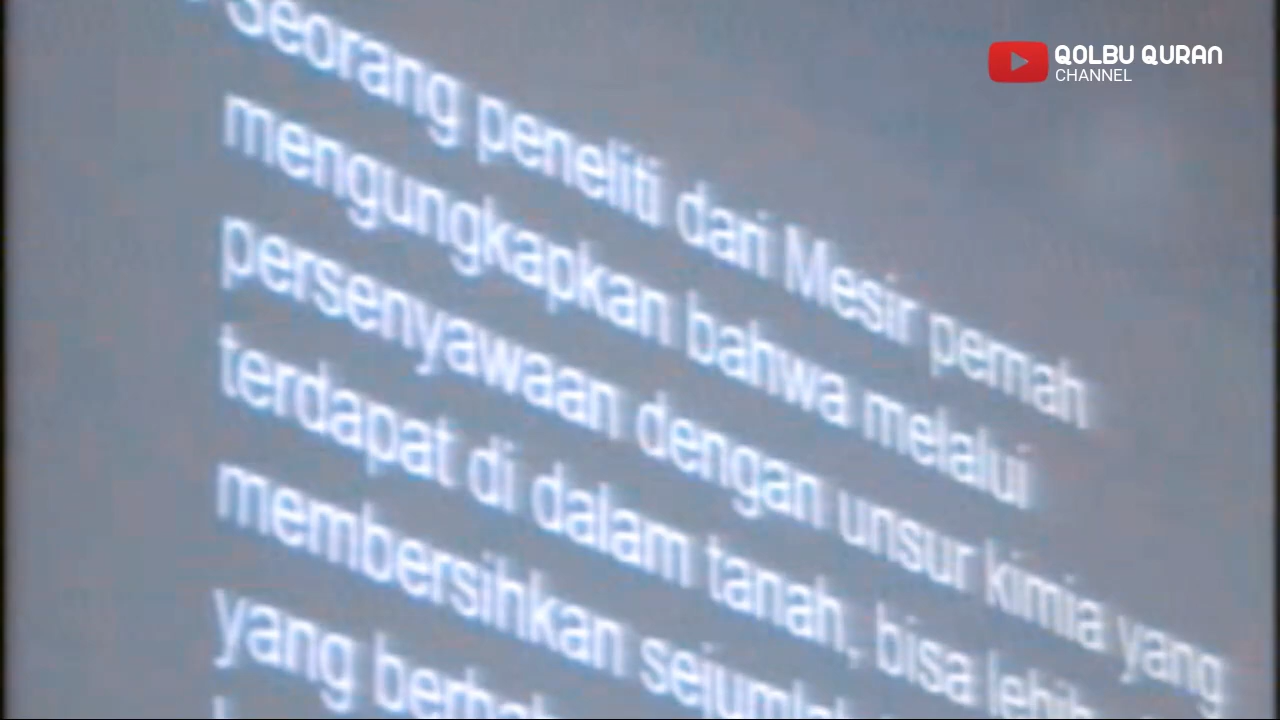 QOLBU QURAN
CHANNEL
Seorang peneliti dari Mesir pernah
mengungkapkan bahwa melalui
persenyawaan dengan unsur kimia yang
terdapat di dalam tanah, bisa lebih
membersihkan
yang